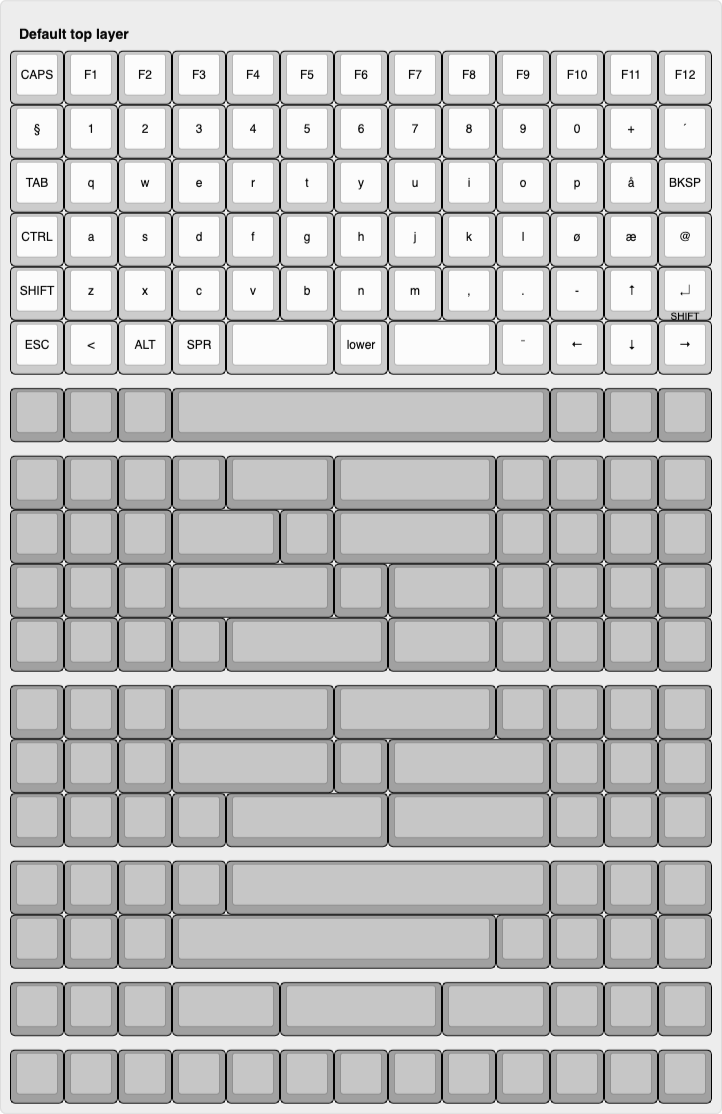 Default top layer
CAPS F1 F2 F3 F4 F5 F6 F7 F8 F9 F10 F11 F12
§ 1 2 3 4 5 6 7 8 9 0 + ´
TAB q w e r t y u i o p å BKSP
CTRL a s d f g h j k l ø æ @
SHIFT z x c v b n m , . - ↑ ↵
SHIFT
ESC < ALT SPR lower ¨ ← ↓ →